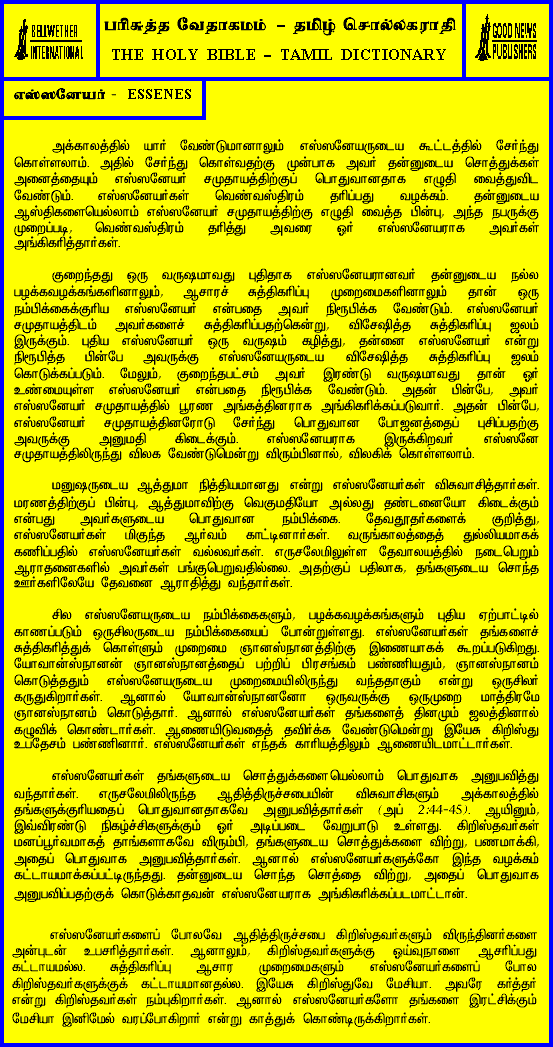 BELLWETHER
INTERNATIONAL
பரிசுத்த வேதாகமம் - தமிழ் சொல்லகராதி
THE HOLY BIBLE - TAMIL DICTIONARY
GOOD NEWS
PUBLISHERS
எஸ்ஸனேயர் - ESSENES
அக்காலத்தில் யார் வேண்டுமானாலும் எஸ்ஸனேயருடைய கூட்டத்தில் சேர்ந்து
கொள்ளலாம். அதில் சேர்ந்து கொள்வதற்கு முன்பாக அவர் தன்னுடைய சொத்துக்கள்
அனைத்தையும் எஸ்ஸனேயர் சமுதாயத்திற்குப் பொதுவானதாக எழுதி வைத்துவிட
வேண்டும். எஸ்ஸனேயர்கள் வெண்வஸ்திரம் தரிப்பது வழக்கம். தன்னுடைய
ஆஸ்திகளையெல்லாம் எஸ்ஸனேயர் சமுதாயத்திற்கு எழுதி வைத்த பின்பு, அந்த நபருக்கு
முறைப்படி, வெண்வஸ்திரம் தரித்து அவரை ஓர் எஸ்ஸனேயராக அவர்கள்
அங்கிகரித்தார்கள்.
குறைந்தது ஒரு வருஷமாவது புதிதாக எஸ்ஸனேயரானவர் தன்னுடைய நல்ல
பழக்கவழக்கங்களினாலும், ஆசாரச் சுத்திகரிப்பு முறைமைகளினாலும் தான் ஒரு
நம்பிக்கைக்குரிய எஸ்ஸனேயர் என்பதை அவர் நிரூபிக்க வேண்டும். எஸ்ஸனேயர்
சமுதாயத்திடம் அவர்களைச் சுத்திகரிப்பதற்கென்று, விசேஷித்த சுத்திகரிப்பு ஜலம்
இருக்கும். புதிய எஸ்ஸனேயர் ஒரு வருஷம் கழித்து, தன்னை எஸ்ஸனேயர் என்று
நிரூபித்த பின்பே அவருக்கு எஸ்ஸனேயருடைய விசேஷித்த சுத்திகரிப்பு ஜலம்
கொடுக்கப்படும். மேலும், குறைந்தபட்சம் அவர் இரண்டு வருஷமாவது தான் ஓர்
உண்மையுள்ள எஸ்ஸனேயர் என்பதை நிரூபிக்க வேண்டும். அதன் பின்பே, அவர்
எஸ்ஸனேயர் சமுதாயத்தில் பூரண அங்கத்தினராக அங்கிகரிக்கப்படுவார். அதன் பின்பே,
எஸ்ஸனேயர் சமுதாயத்தினரோடு சேர்ந்து பொதுவான போஜனத்தைப் புசிப்பதற்கு
அவருக்கு அனுமதி கிடைக்கும். எஸ்ஸனேயராக இருக்கிறவர் எஸ்ஸனே
சமுதாயத்திலிருந்து விலக வேண்டுமென்று விரும்பினால், விலகிக் கொள்ளலாம்.
மனுஷருடைய ஆத்துமா நித்தியமானது என்று எஸ்ஸனேயர்கள் விசுவாசித்தார்கள்.
மரணத்திற்குப் பின்பு, ஆத்துமாவிற்கு வெகுமதியோ அல்லது தண்டனையோ கிடைக்கும்
என்பது அவர்களுடைய பொதுவான நம்பிக்கை. தேவதூதர்களைக் குறித்து,
எஸ்ஸனேயர்கள் மிகுந்த ஆர்வம் காட்டினார்கள். வருங்காலத்தைத் துல்லியமாகக்
கணிப்பதில் எஸ்ஸனேயர்கள் வல்லவர்கள். எருசலேமிலுள்ள தேவாலயத்தில் நடைபெறும்
ஆராதனைகளில் அவர்கள் பங்குபெறுவதில்லை. அதற்குப் பதிலாக, தங்களுடைய சொந்த
ஊர்களிலேயே தேவனை ஆராதித்து வந்தார்கள்.
சில எஸ்ஸனேயருடைய நம்பிக்கைகளும், பழக்கவழக்கங்களும் புதிய ஏற்பாட்டில்
காணப்படும் ஒருசிலருடைய நம்பிக்கையைப் போன்றுள்ளது. எஸ்ஸனேயர்கள் தங்களைச்
சுத்திகரித்துக் கொள்ளும் முறைமை ஞானஸ்நானத்திற்கு இணையாகக் கூறப்படுகிறது.
யோவான்ஸ்நானன் ஞானஸ்நானத்தைப் பற்றிப் பிரசங்கம் பண்ணியதும், ஞானஸ்நானம்
கொடுத்ததும் எஸ்ஸனேயருடைய முறைமையிலிருந்து வந்ததாகும் என்று ஒருசிலர்
கருதுகிறார்கள். ஆனால் யோவான்ஸ்நானனோ ஒருவருக்கு ஒருமுறை மாத்திரமே
ஞானஸ்நானம் கொடுத்தார். ஆனால் எஸ்ஸனேயர்கள் தங்களைத் தினமும் ஜலத்தினால்
கழுவிக் கொண்டார்கள். ஆணையிடுவதைத் தவிர்க்க வேண்டுமென்று இயேசு கிறிஸ்து
உபதேசம் பண்ணினார். எஸ்ஸனேயர்கள் எந்தக் காரியத்திலும் ஆணையிடமாட்டார்கள்.
எஸ்ஸனேயர்கள் தங்களுடைய சொத்துக்களையெல்லாம் பொதுவாக அனுபவித்து
வந்தார்கள். எருசலேமிலிருந்த ஆதித்திருச்சபையின் விசுவாசிகளும் அக்காலத்தில்
தங்களுக்குரியதைப் பொதுவானதாகவே அனுபவித்தார்கள் (அப் 2:44-45). ஆயினும்,
இவ்விரண்டு நிகழ்ச்சிகளுக்கும் ஓர் அடிப்படை வேறுபாடு உள்ளது. கிறிஸ்தவர்கள்
மனப்பூர்வமாகத் தாங்களாகவே விரும்பி, தங்களுடைய சொத்துக்களை விற்று, பணமாக்கி,
அதைப் பொதுவாக அனுபவித்தார்கள். ஆனால் எஸ்ஸனேயர்களுக்கோ இந்த வழக்கம்
கட்டாயமாக்கப்பட்டிருந்தது. தன்னுடைய சொந்த சொத்தை விற்று, அதைப் பொதுவாக
அனுபவிப்பதற்குக் கொடுக்காதவன் எஸ்ஸனேயராக அங்கிகரிக்கப்படமாட்டான்.
எஸ்ஸனேயர்களைப் போலவே ஆதித்திருச்சபை கிறிஸ்தவர்களும் விருந்தினர்களை
அன்புடன் உபசரித்தார்கள். ஆனாலும், கிறிஸ்தவர்களுக்கு ஓய்வுநாளை ஆசரிப்பது
கட்டாயமல்ல. சுத்திகரிப்பு ஆசார முறைமைகளும் எஸ்ஸனேயர்களைப் போல
கிறிஸ்தவர்களுக்குக் கட்டாயமானதல்ல. இயேசு கிறிஸ்துவே மேசியா. அவரே கர்த்தர்
என்று கிறிஸ்தவர்கள் நம்புகிறார்கள். ஆனால் எஸ்ஸனேயர்களோ தங்களை இரட்சிக்கும்
மேசியா இனிமேல் வரப்போகிறார் என்று காத்துக் கொண்டிருக்கிறார்கள்.